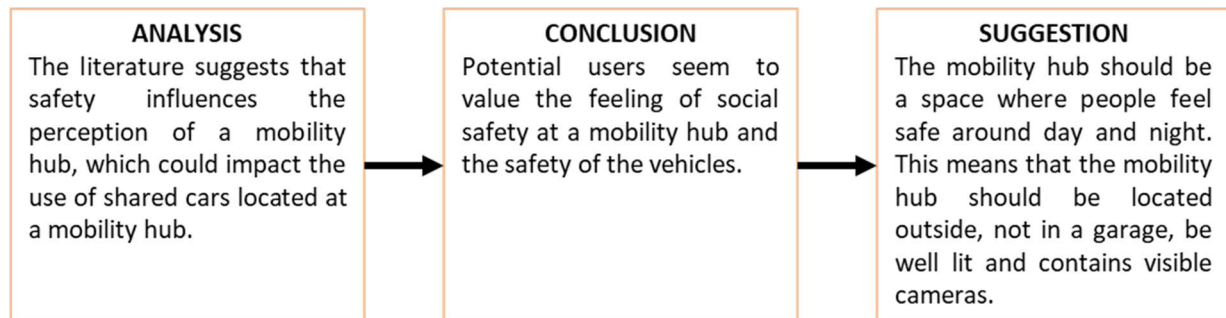 ANALYSIS
The literature suggests that
safety influences the
perception of a mobility
hub, which could impact the
use of shared cars located at
a mobility hub.
CONCLUSION
Potential users seem to
value the feeling of social
safety at a mobility hub and
the safety of the vehicles.
SUGGESTION
The mobility hub should be
a space where people feel
safe around day and night.
This means that the mobility
hub should be located
outside, not in a garage, be
well lit and contains visible
cameras.